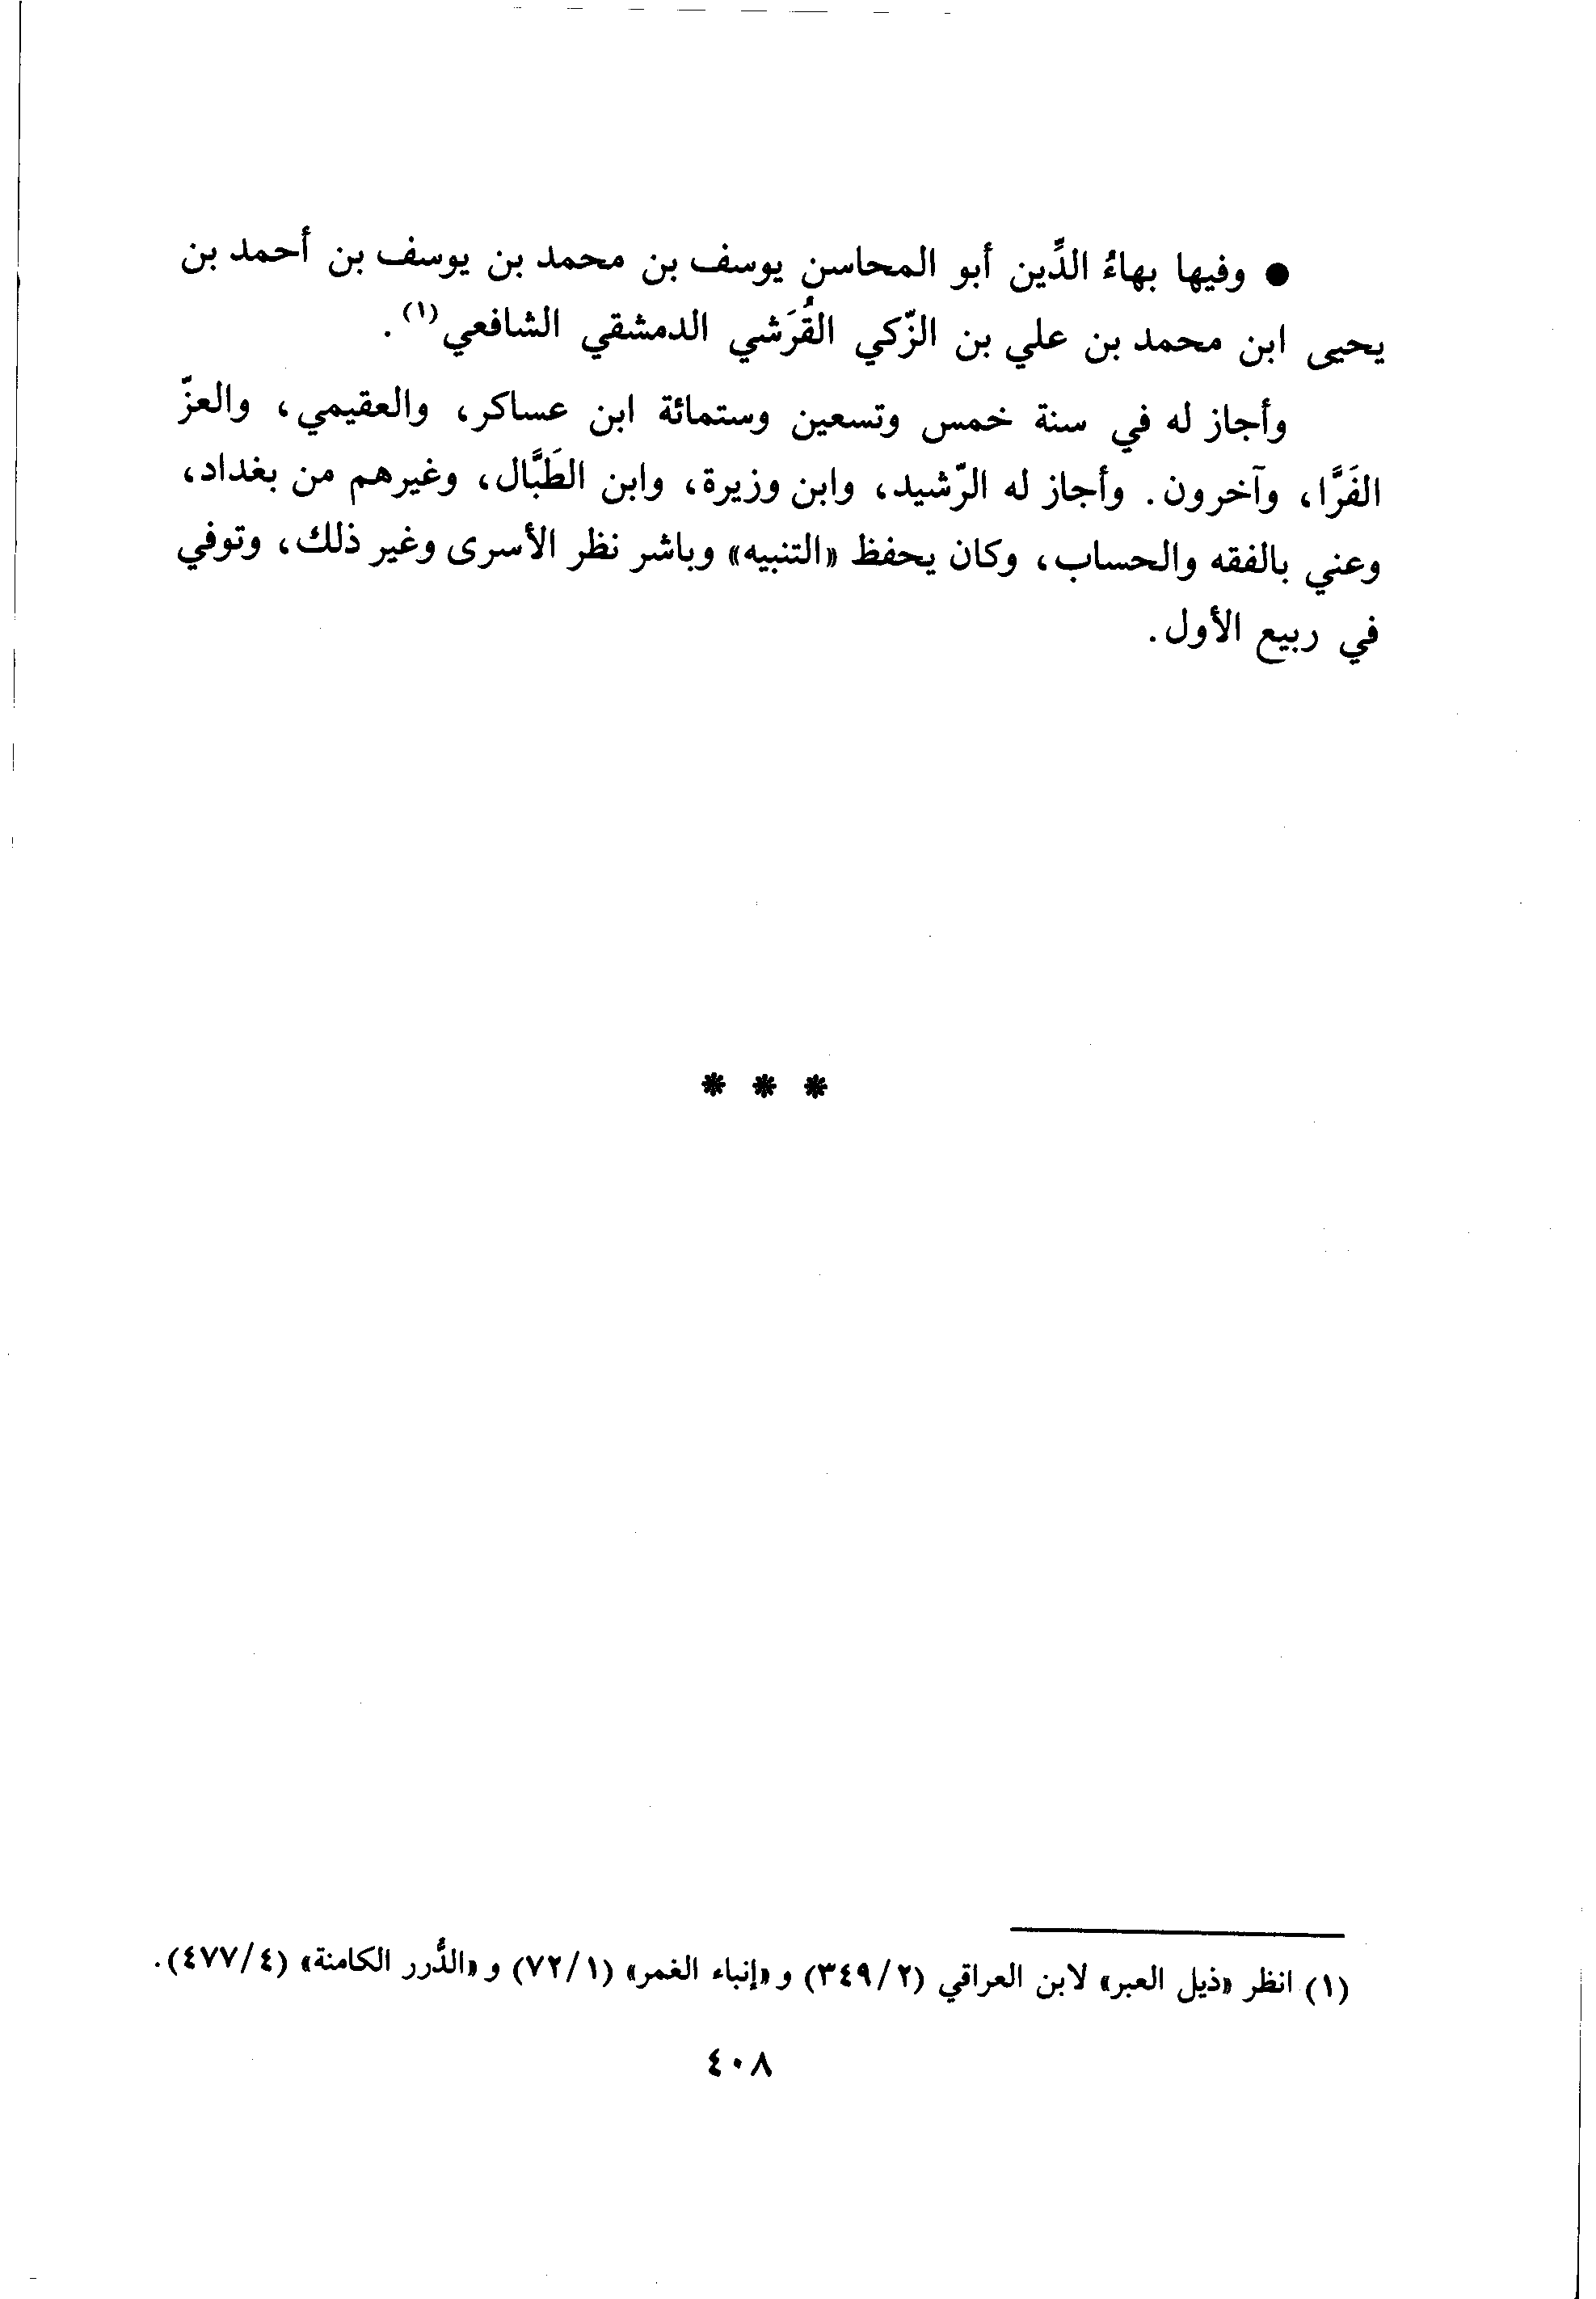 ● وفيها بهاءُ الدِّين أبو المحاسن يوسف بن محمد بن يوسف بن أحمد بن
يحيى ابن محمد بن علي بن الزّكي القُرَشي الدمشقي الشافعي(١).
وأجاز له في سنة خمس وتسعين وستمائة ابن عساكر، والعقيمي، والعزّ
الفَرَّا، وآخرون. وأجاز له الرّشيد، وابن وزيرة، وابن الطَبَّال، وغيرهم من بغداد،
وعني بالفقه والحساب، وكان يحفظ «التنبيه» وباشر نظر الأسرى وغير ذلك، وتوفي
في ربيع الأول.
* * *
(١) انظر «ذيل العبر» لابن العراقي (٣٤٩/٢) و «إنباء الغمر» (٧٢/١) و «الدُّرر الكامنة» (٤٧٧/٤).
٤٠٨